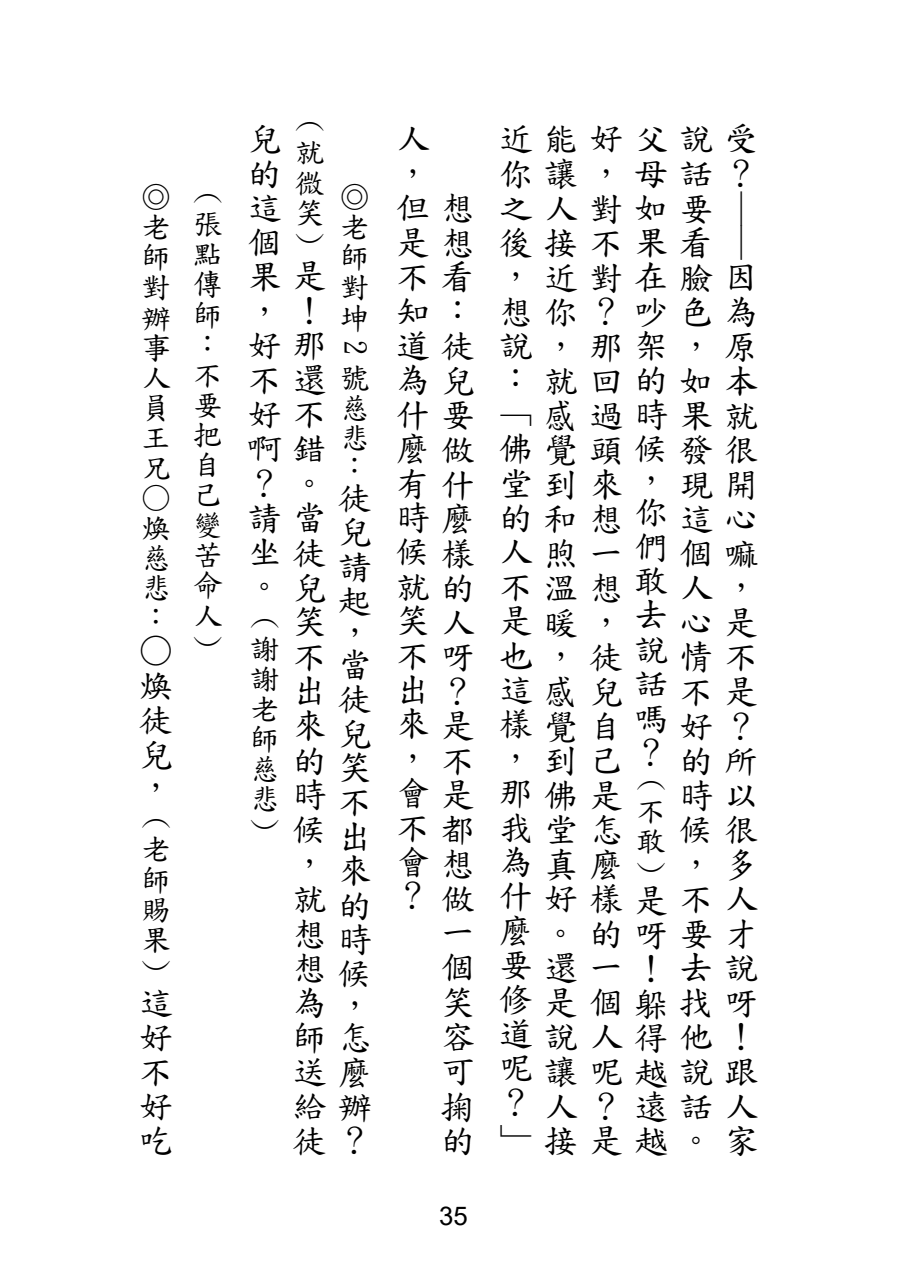 受？——因為原本就很開心嘛，是不是？所以很多人才說呀！跟人家
說話要看臉色，如果發現這個人心情不好的時候，不要去找他說話。
父母如果在吵架的時候，你們敢去說話嗎？（不敢）是呀！躲得越遠越
好，對不對？那回過頭來想一想，徒兒自己是怎麼樣的一個人呢？是
能讓人接近你，就感覺到和煦溫暖，感覺到佛堂真好。還是說讓人接
近你之後，想說：「佛堂的人不是也這樣，那我為什麼要修道呢？」
想想看：徒兒要做什麼樣的人呀？是不是都想做一個笑容可掬的
人，但是不知道為什麼有時候就笑不出來，會不會？
◎老師對坤2號慈悲：徒兒請起，當徒兒笑不出來的時候，怎麼辦？
（就微笑）是！那還不錯。當徒兒笑不出來的時候，就想想為師送給徒
兒的這個果，好不好啊？請坐。（謝謝老師慈悲）
（張點傳師：不要把自己變苦命人）
◎老師對辦事人員王兄○煥慈悲：○煥徒兒，（老師賜果）這好不好吃
35